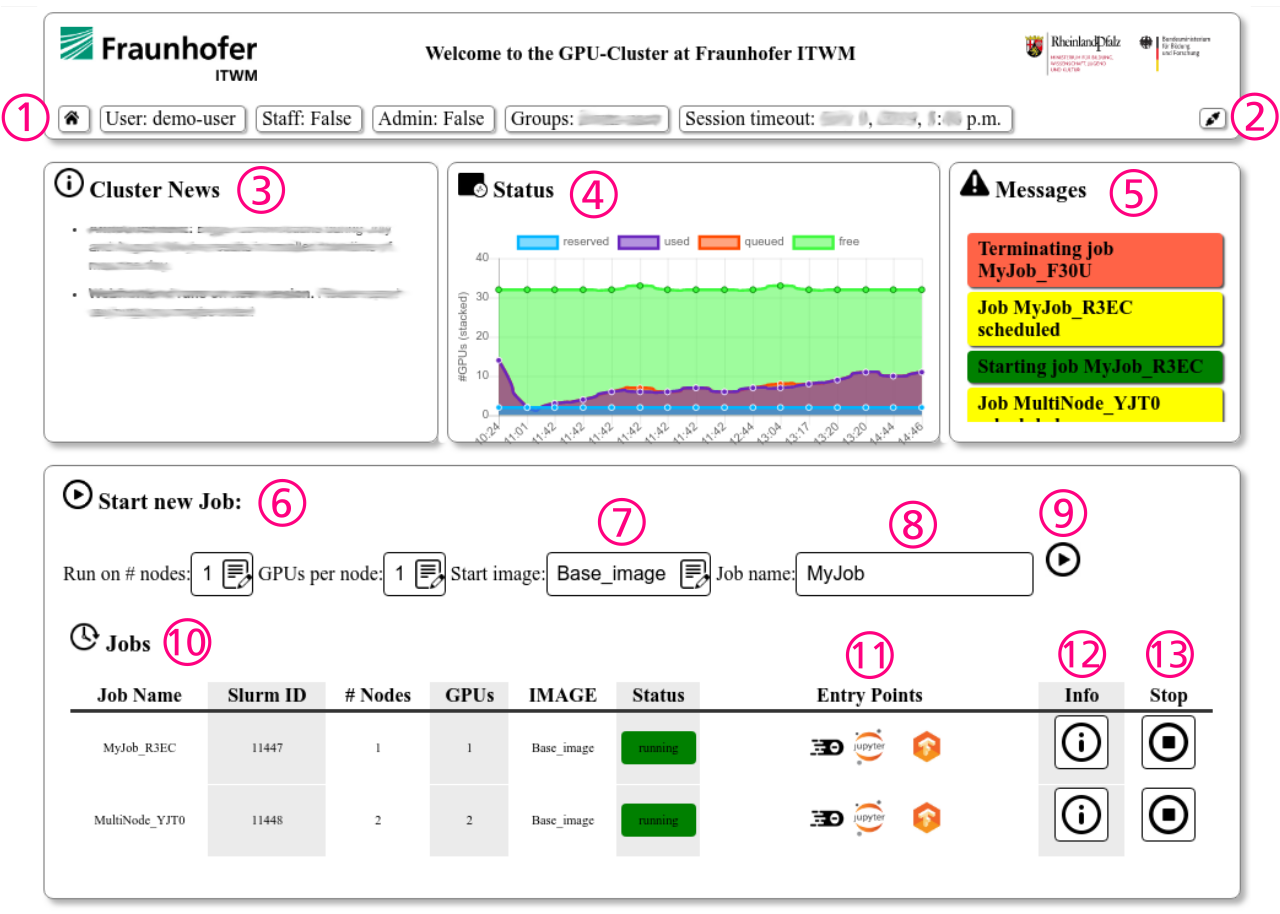 Fraunhofer
ITWM
Welcome to the GPU-Cluster at Fraunhofer ITWM
RheinlandPfalz
MINISTERIUM FÜR BILDUNG,
WISSENSCHAFT, JUGEND
UND KULTUR
Bundesministerium
für Bildung
und Forschung
1
User: demo-user
Staff: False
Admin: False
Groups:
Session timeout: p.m.
2
Cluster News 3
Status 4
reserved used queued free
#GPUs (stacked)
40
30
20
10
0
10:24 11:01 11:42 11:42 11:42 11:42 11:42 11:42 11:42 12:44 13:04 13:17 13:20 13:20 14:44 14:46
Messages 5
Terminating job
MyJob_F30U
Job MyJob_R3EC
scheduled
Starting job MyJob_R3EC
Job MultiNode_YJT0
Start new Job: 6
7
8
9
Run on # nodes: 1 GPUs per node: 1 Start image: Base_image Job name: MyJob
Jobs 10
11
12
13
Job Name Slurm ID # Nodes GPUs IMAGE Status Entry Points Info Stop
MyJob_R3EC 11447 1 1 Base_image running jupyter
MultiNode_YJT0 11448 2 2 Base_image running jupyter